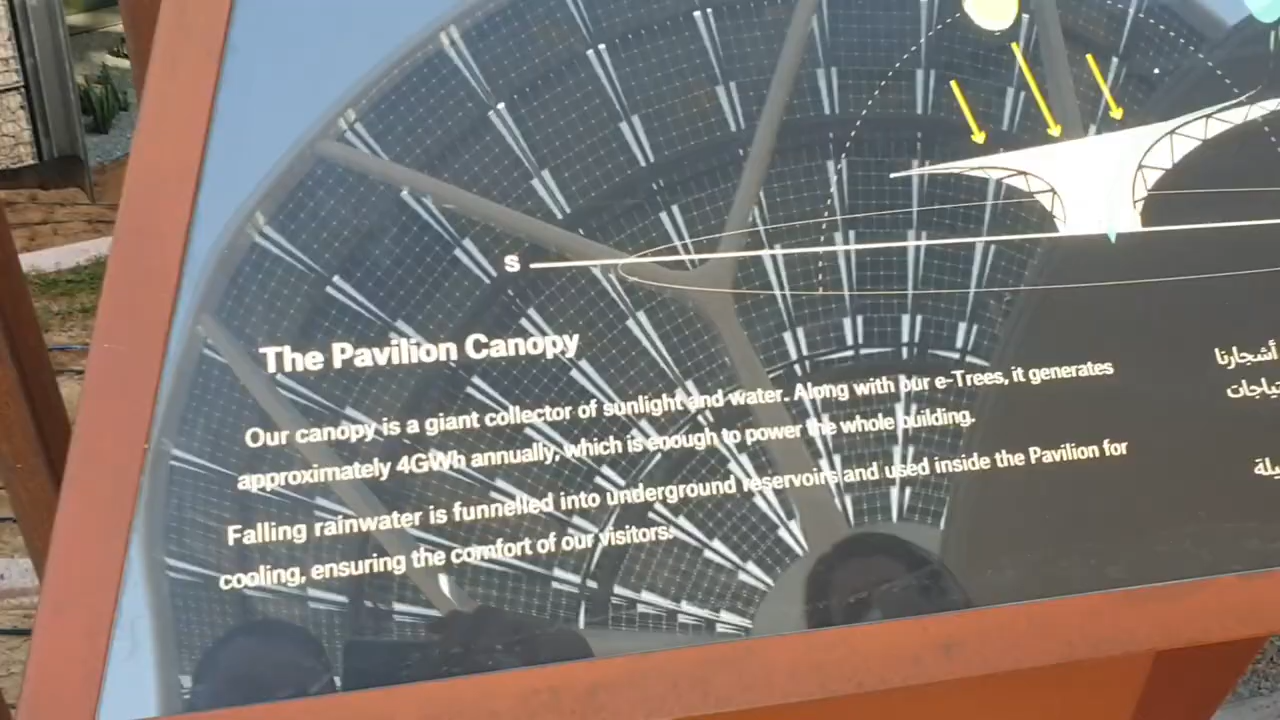 S
The Pavilion Canopy
Our canopy is a giant collector of sunlight and water. Along with our e-Trees, it generates
approximately 4GWh annually, which is enough to power the whole building.
Falling rainwater is funnelled into underground reservoirs and used inside the Pavilion for
cooling, ensuring the comfort of our visitors.
أشجارنا